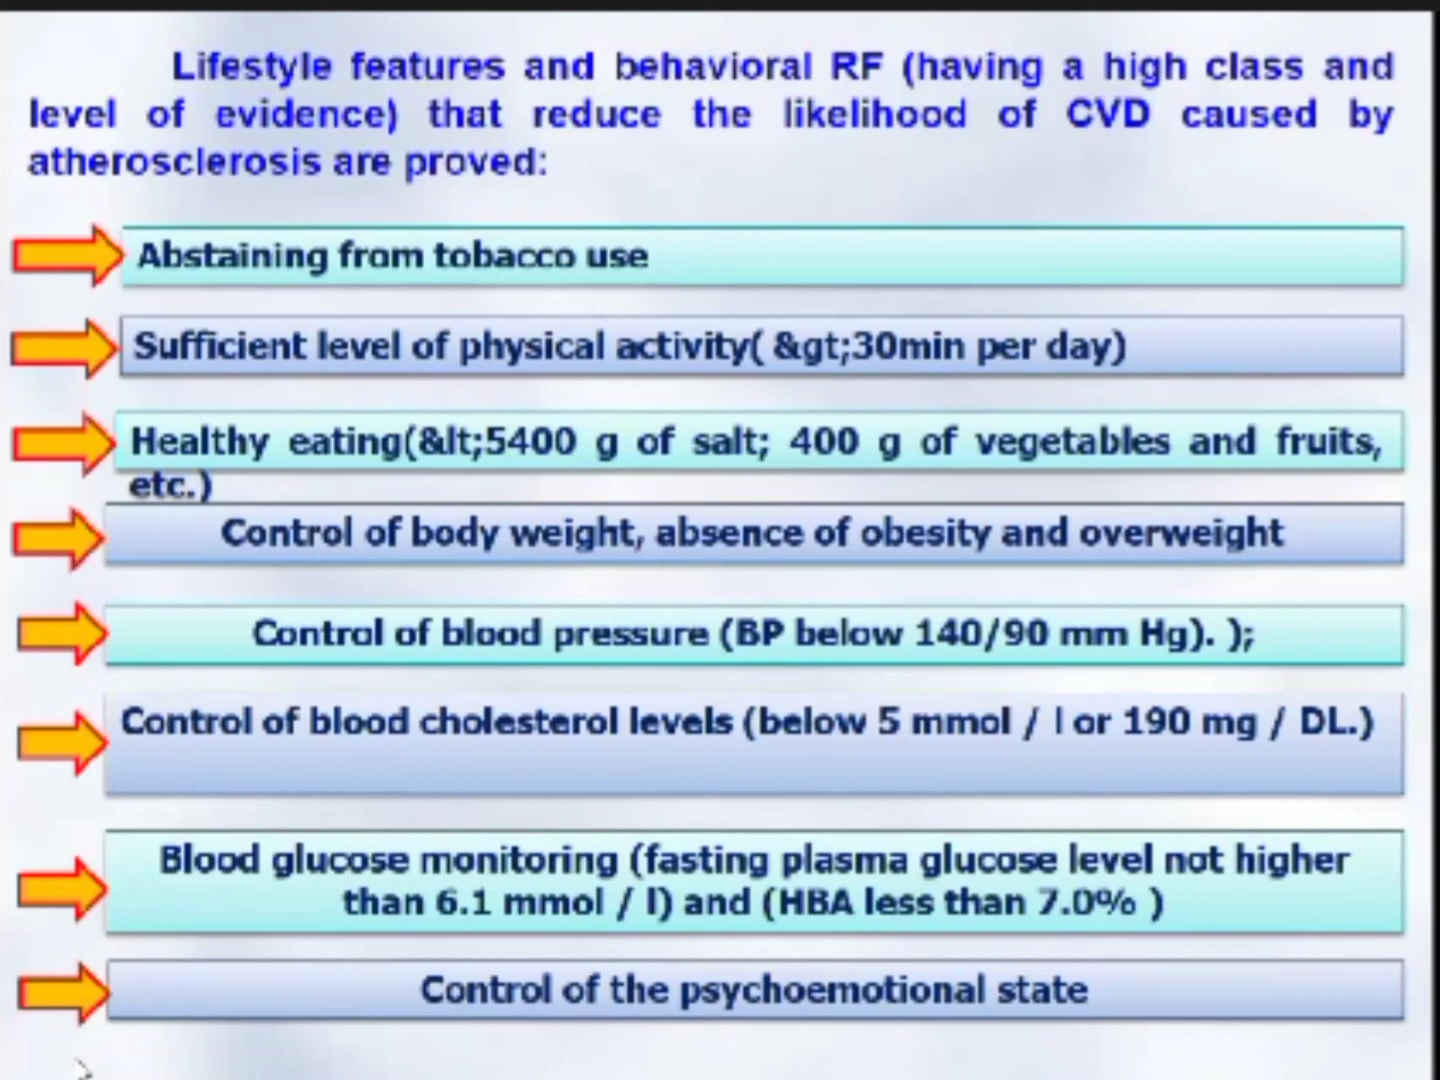 Lifestyle features and behavioral RF (having a high class and
level of evidence) that reduce the likelihood of CVD caused by
atherosclerosis are proved:
Abstaining from tobacco use
Sufficient level of physical activity( &gt;30min per day)
Healthy eating(&lt;5400 g of salt; 400 g of vegetables and fruits,
etc.)
Control of body weight, absence of obesity and overweight
Control of blood pressure (BP below 140/90 mm Hg). );
Control of blood cholesterol levels (below 5 mmol / l or 190 mg / DL.)
Blood glucose monitoring (fasting plasma glucose level not higher
than 6.1 mmol / l) and (HBA less than 7.0% )
Control of the psychoemotional state